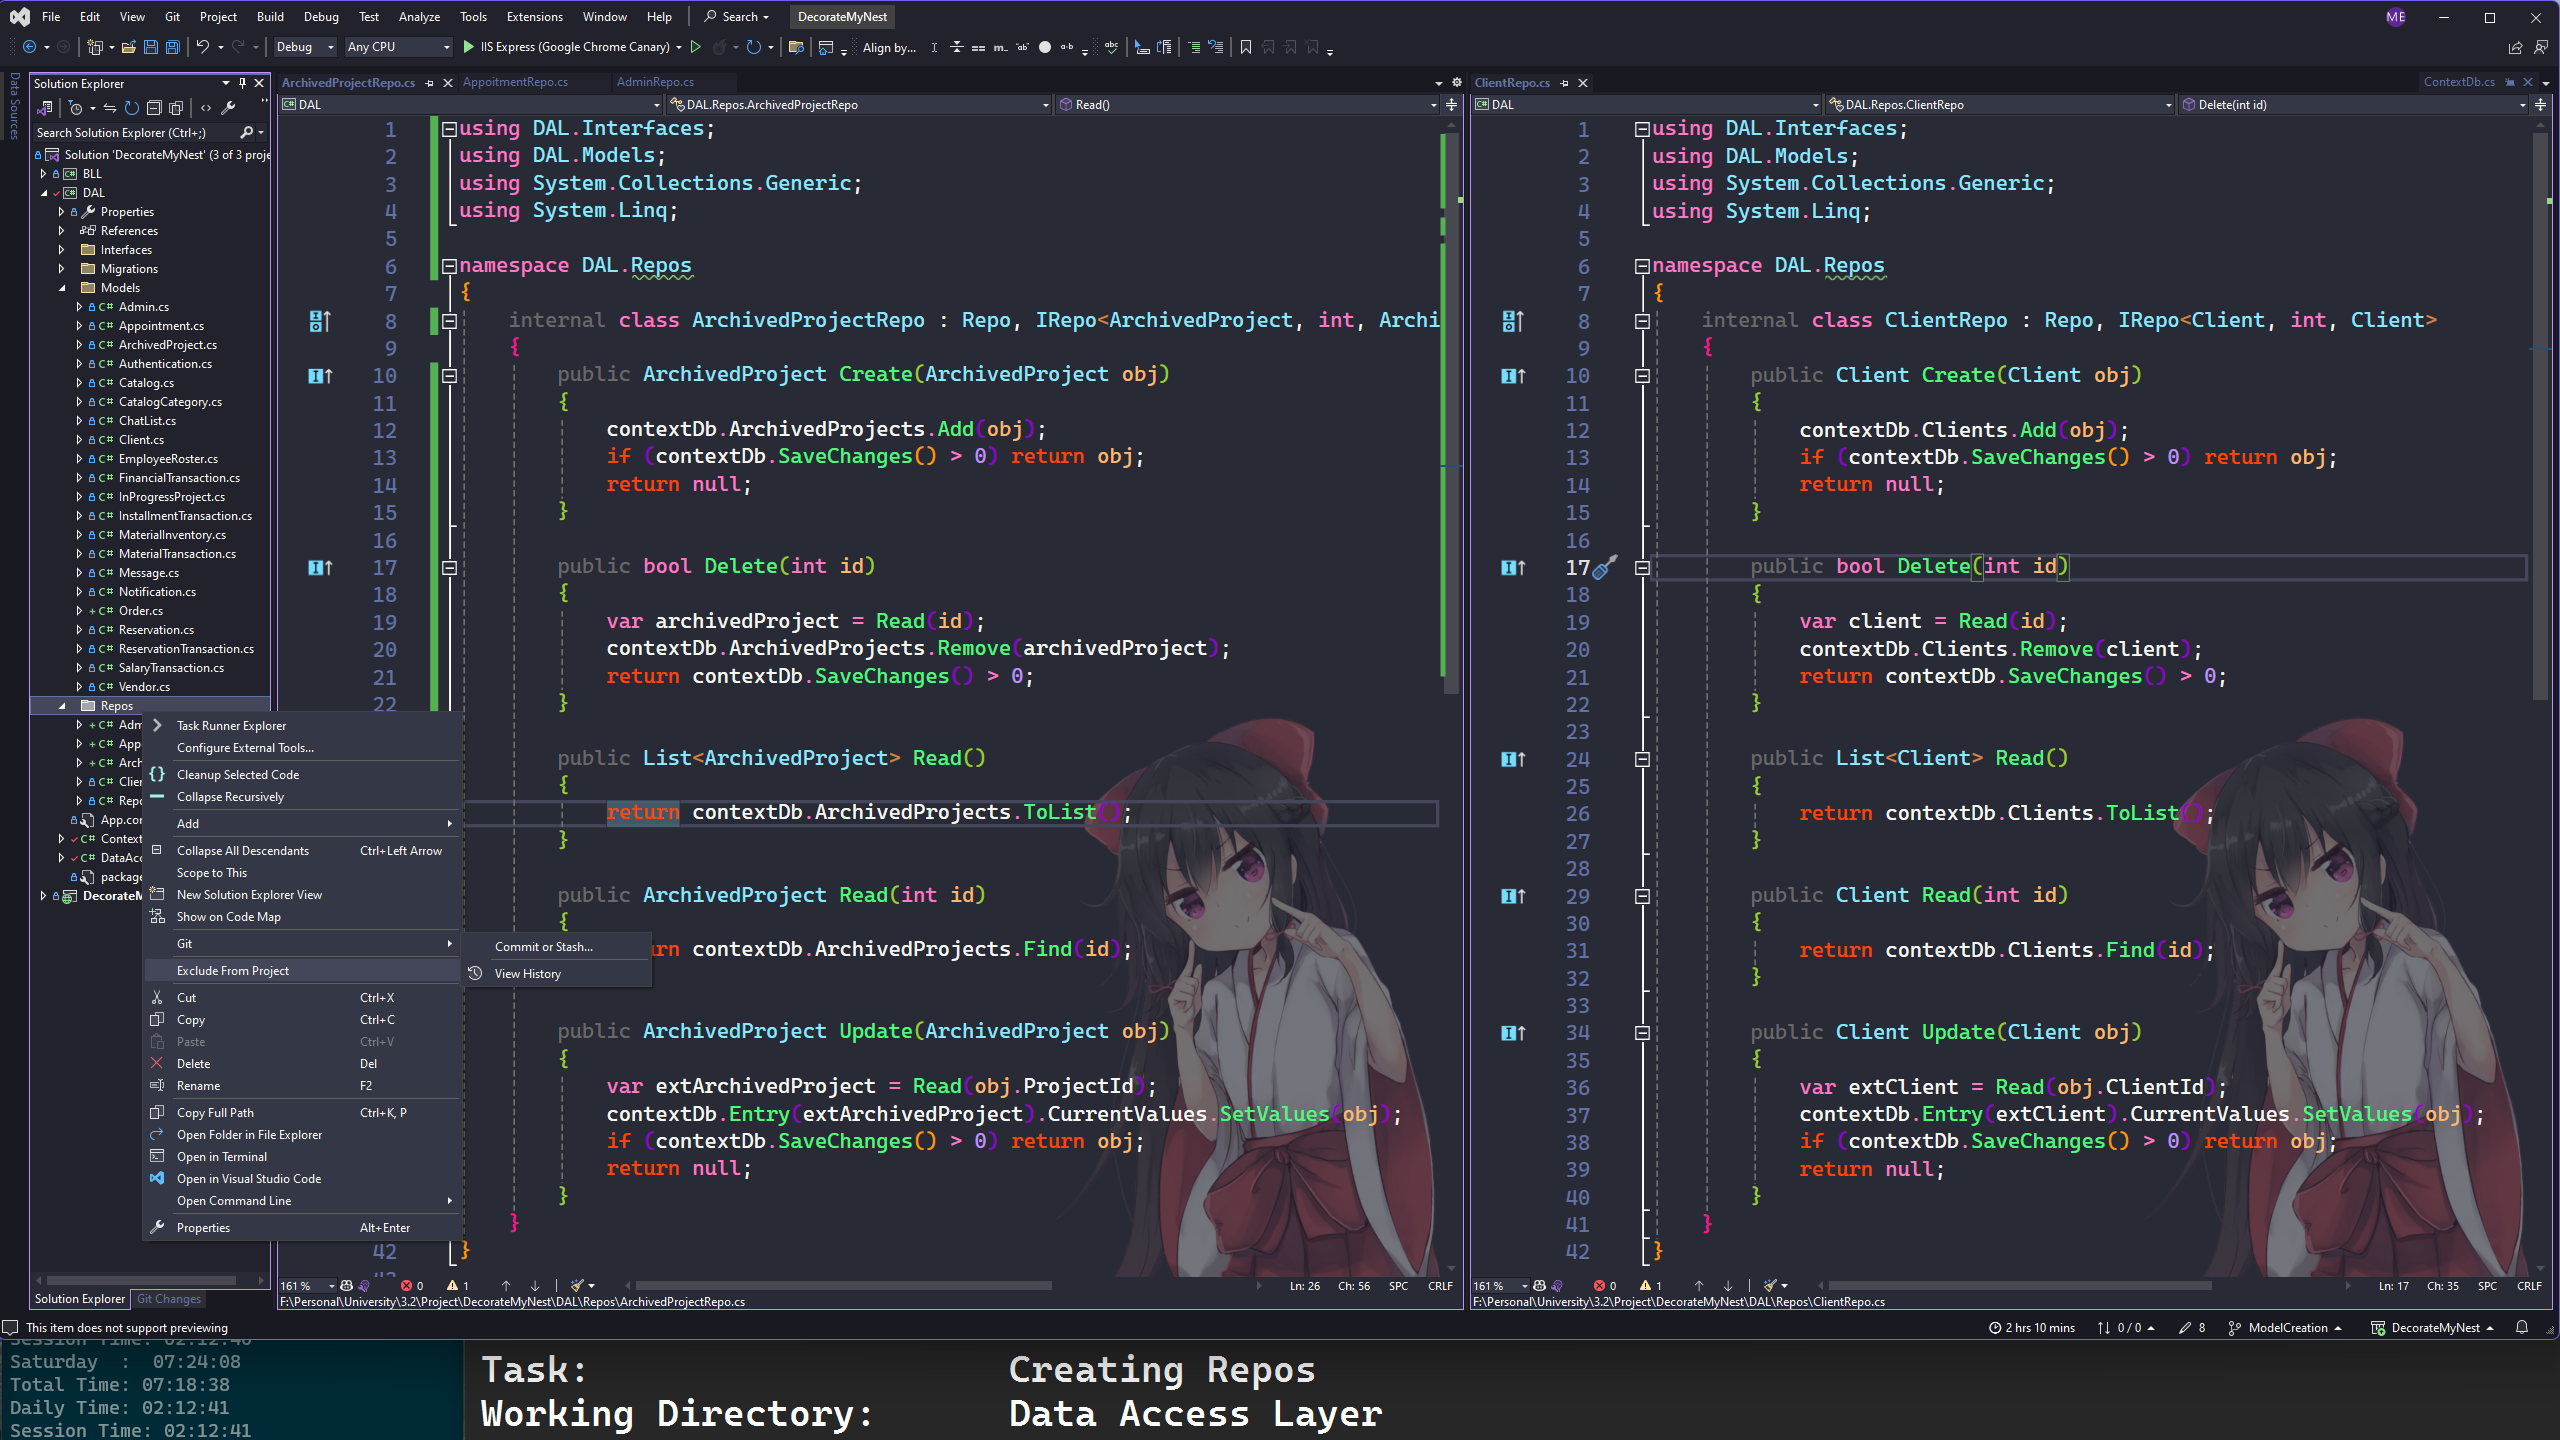 File Edit View Git Project Build Debug Test Analyze Tools Extensions Window Help Search DecorateMyNest ME
Debug Any CPU IIS Express (Google Chrome Canary) Align by...
Data Sources
Solution Explorer
Search Solution Explorer (Ctrl+;)
Solution 'DecorateMyNest' (3 of 3 proje
BLL
DAL
Properties
References
Interfaces
Migrations
Models
C# Admin.cs
C# Appointment.cs
C# ArchivedProject.cs
C# Authentication.cs
C# Catalog.cs
C# CatalogCategory.cs
C# ChatList.cs
C# Client.cs
C# EmployeeRoster.cs
C# FinancialTransaction.cs
C# InProgressProject.cs
C# InstallmentTransaction.cs
C# MaterialInventory.cs
C# MaterialTransaction.cs
C# Message.cs
C# Notification.cs
+ C# Order.cs
C# Reservation.cs
C# ReservationTransaction.cs
C# SalaryTransaction.cs
C# Vendor.cs
Repos
+ C# Adm
+ C# App
+ C# Arch
C# Clie
C# Repo
App.con
C# Context
C# DataAcc
package
DecorateM
Task Runner Explorer
Configure External Tools...
Cleanup Selected Code
Collapse Recursively
Add
Collapse All Descendants Ctrl+Left Arrow
Scope to This
New Solution Explorer View
Show on Code Map
Git
Exclude From Project
Cut Ctrl+X
Copy Ctrl+C
Paste Ctrl+V
Delete Del
Rename F2
Copy Full Path Ctrl+K, P
Open Folder in File Explorer
Open in Terminal
Open in Visual Studio Code
Open Command Line
Properties Alt+Enter
Commit or Stash...
View History
Solution Explorer Git Changes
ArchivedProjectRepo.cs AppoitmentRepo.cs AdminRepo.cs
DAL DAL.Repos.ArchivedProjectRepo Read()
1 using DAL.Interfaces;
2 using DAL.Models;
3 using System.Collections.Generic;
4 using System.Linq;
5
6 namespace DAL.Repos
7 {
8 internal class ArchivedProjectRepo : Repo, IRepo<ArchivedProject, int, Archi
9 {
10 public ArchivedProject Create(ArchivedProject obj)
11 {
12 contextDb.ArchivedProjects.Add(obj);
13 if (contextDb.SaveChanges() > 0) return obj;
14 return null;
15 }
16
17 public bool Delete(int id)
18 {
19 var archivedProject = Read(id);
20 contextDb.ArchivedProjects.Remove(archivedProject);
21 return contextDb.SaveChanges() > 0;
22 }
public List<ArchivedProject> Read()
{
return contextDb.ArchivedProjects.ToList();
}
public ArchivedProject Read(int id)
{
rn contextDb.ArchivedProjects.Find(id);
public ArchivedProject Update(ArchivedProject obj)
{
var extArchivedProject = Read(obj.ProjectId);
contextDb.Entry(extArchivedProject).CurrentValues.SetValues(obj);
if (contextDb.SaveChanges() > 0) return obj;
return null;
}
}
42 }
161 % 0 1 Ln: 26 Ch: 56 SPC CRLF
F:\Personal\University\3.2\Project\DecorateMyNest\DAL\Repos\ArchivedProjectRepo.cs
ClientRepo.cs ContextDb.cs
DAL DAL.Repos.ClientRepo Delete(int id)
1 using DAL.Interfaces;
2 using DAL.Models;
3 using System.Collections.Generic;
4 using System.Linq;
5
6 namespace DAL.Repos
7 {
8 internal class ClientRepo : Repo, IRepo<Client, int, Client>
9 {
10 public Client Create(Client obj)
11 {
12 contextDb.Clients.Add(obj);
13 if (contextDb.SaveChanges() > 0) return obj;
14 return null;
15 }
16
17 public bool Delete(int id)
18 {
19 var client = Read(id);
20 contextDb.Clients.Remove(client);
21 return contextDb.SaveChanges() > 0;
22 }
23
24 public List<Client> Read()
25 {
26 return contextDb.Clients.ToList();
27 }
28
29 public Client Read(int id)
30 {
31 return contextDb.Clients.Find(id);
32 }
33
34 public Client Update(Client obj)
35 {
36 var extClient = Read(obj.ClientId);
37 contextDb.Entry(extClient).CurrentValues.SetValues(obj);
38 if (contextDb.SaveChanges() > 0) return obj;
39 return null;
40 }
41 }
42 }
161 % 0 1 Ln: 17 Ch: 35 SPC CRLF
F:\Personal\University\3.2\Project\DecorateMyNest\DAL\Repos\ClientRepo.cs
This item does not support previewing 2 hrs 10 mins 0 / 0 8 ModelCreation DecorateMyNest
Session Time: 02:12:40
Saturday : 07:24:08
Total Time: 07:18:38
Daily Time: 02:12:41
Session Time: 02:12:41
Task: Creating Repos
Working Directory: Data Access Layer